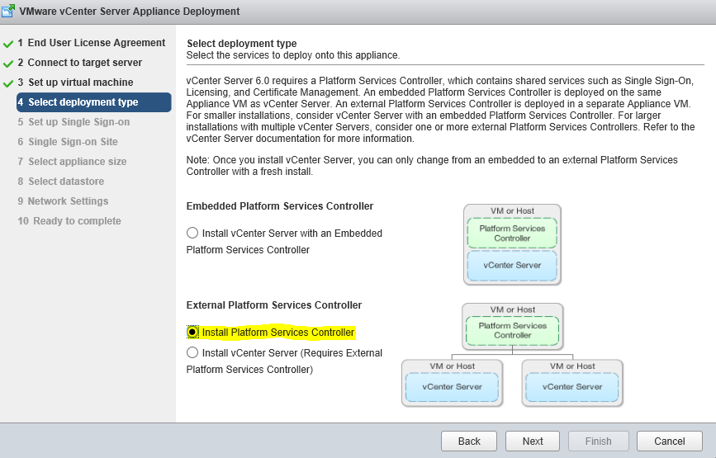 VMware vCenter Server Appliance Deployment
1 End User License Agreement
2 Connect to target server
3 Set up virtual machine
4 Select deployment type
5 Set up Single Sign-on
6 Single Sign-on Site
7 Select appliance size
8 Select datastore
9 Network Settings
10 Ready to complete
Select deployment type
Select the services to deploy onto this appliance.
vCenter Server 6.0 requires a Platform Services Controller, which contains shared services such as Single Sign-On,
Licensing, and Certificate Management. An embedded Platform Services Controller is deployed on the same
Appliance VM as vCenter Server. An external Platform Services Controller is deployed in a separate Appliance VM.
For smaller installations, consider vCenter Server with an embedded Platform Services Controller. For larger
installations with multiple vCenter Servers, consider one or more external Platform Services Controllers. Refer to the
vCenter Server documentation for more information.
Note: Once you install vCenter Server, you can only change from an embedded to an external Platform Services
Controller with a fresh install.
Embedded Platform Services Controller
Install vCenter Server with an Embedded
Platform Services Controller
VM or Host
Platform Services
Controller
vCenter Server
External Platform Services Controller
Install Platform Services Controller
Install vCenter Server (Requires External
Platform Services Controller)
VM or Host
Platform Services
Controller
VM or Host
vCenter Server
VM or Host
vCenter Server
Back
Next
Finish
Cancel